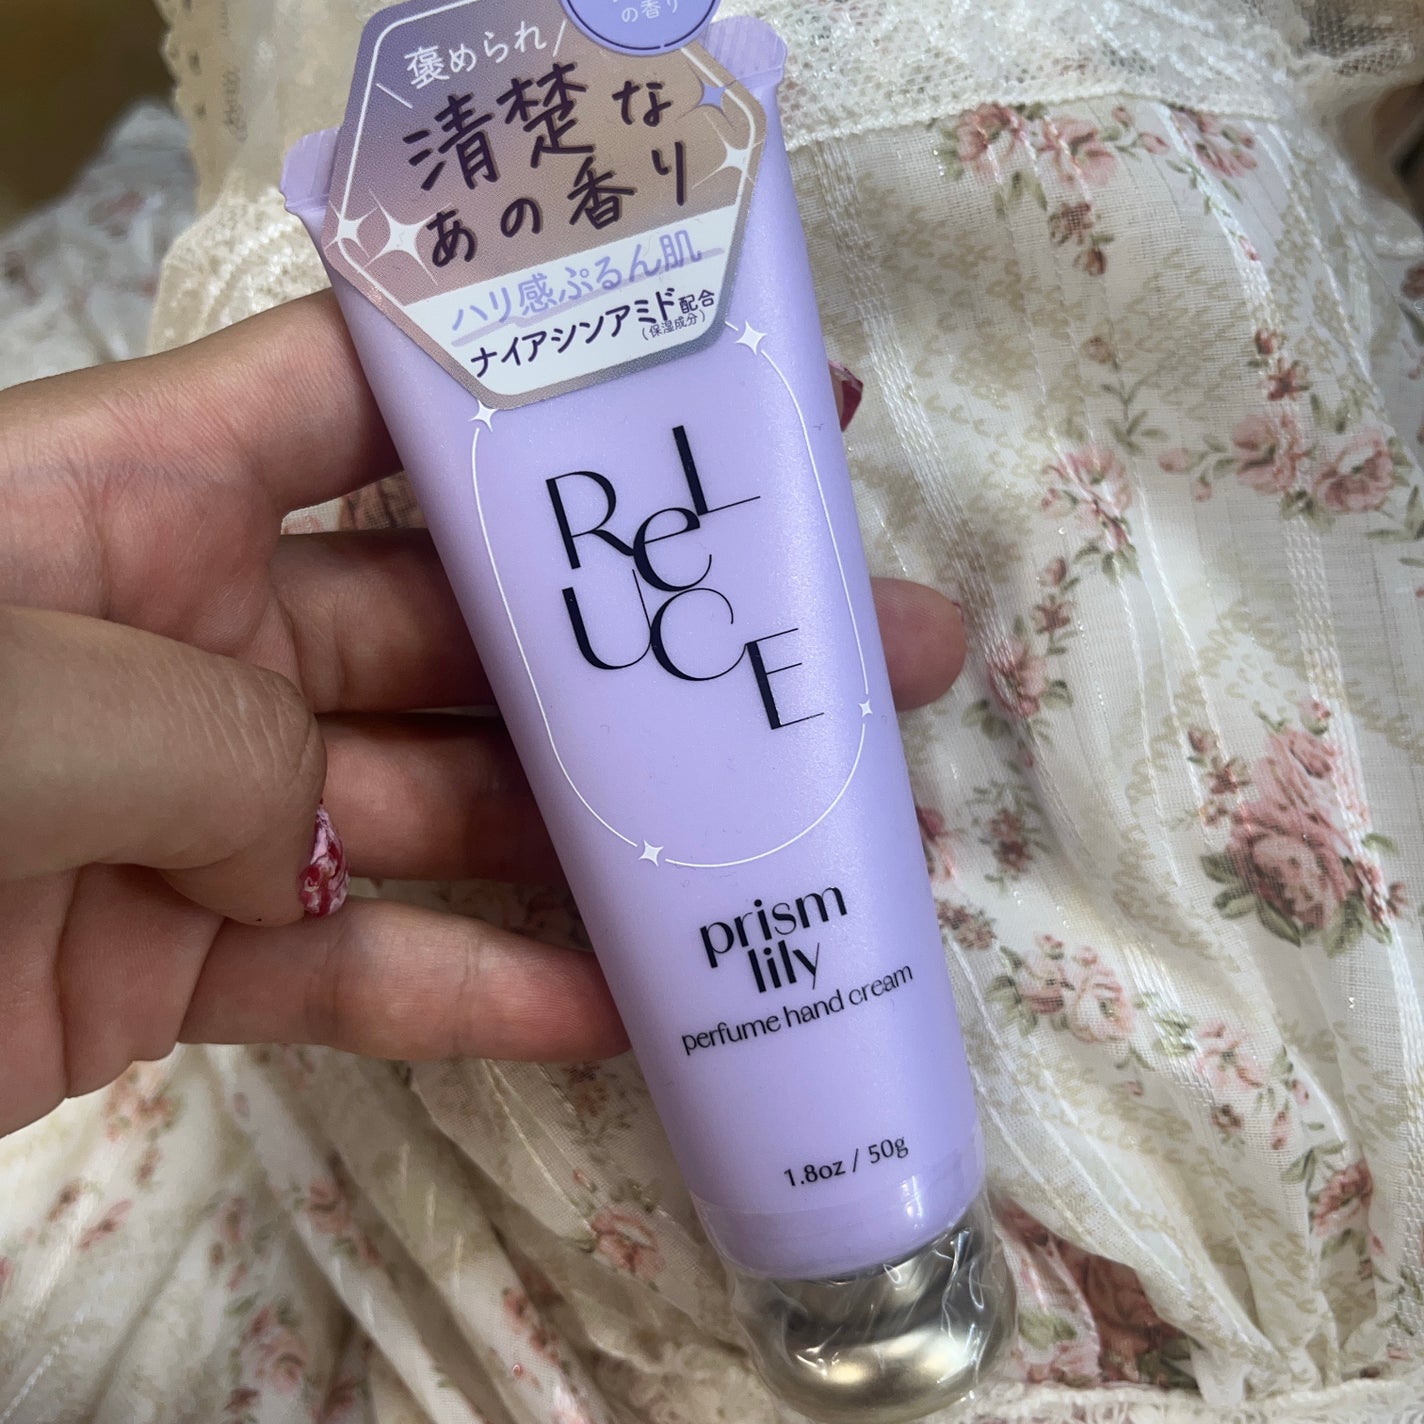 の香り
褒められ
清楚な
あの香り
ハリ感ぷるん肌
ナイアシンアミド配合
(保湿成分)
ReL
UCE
prism
lily
perfume hand cream
1.8oz / 50g